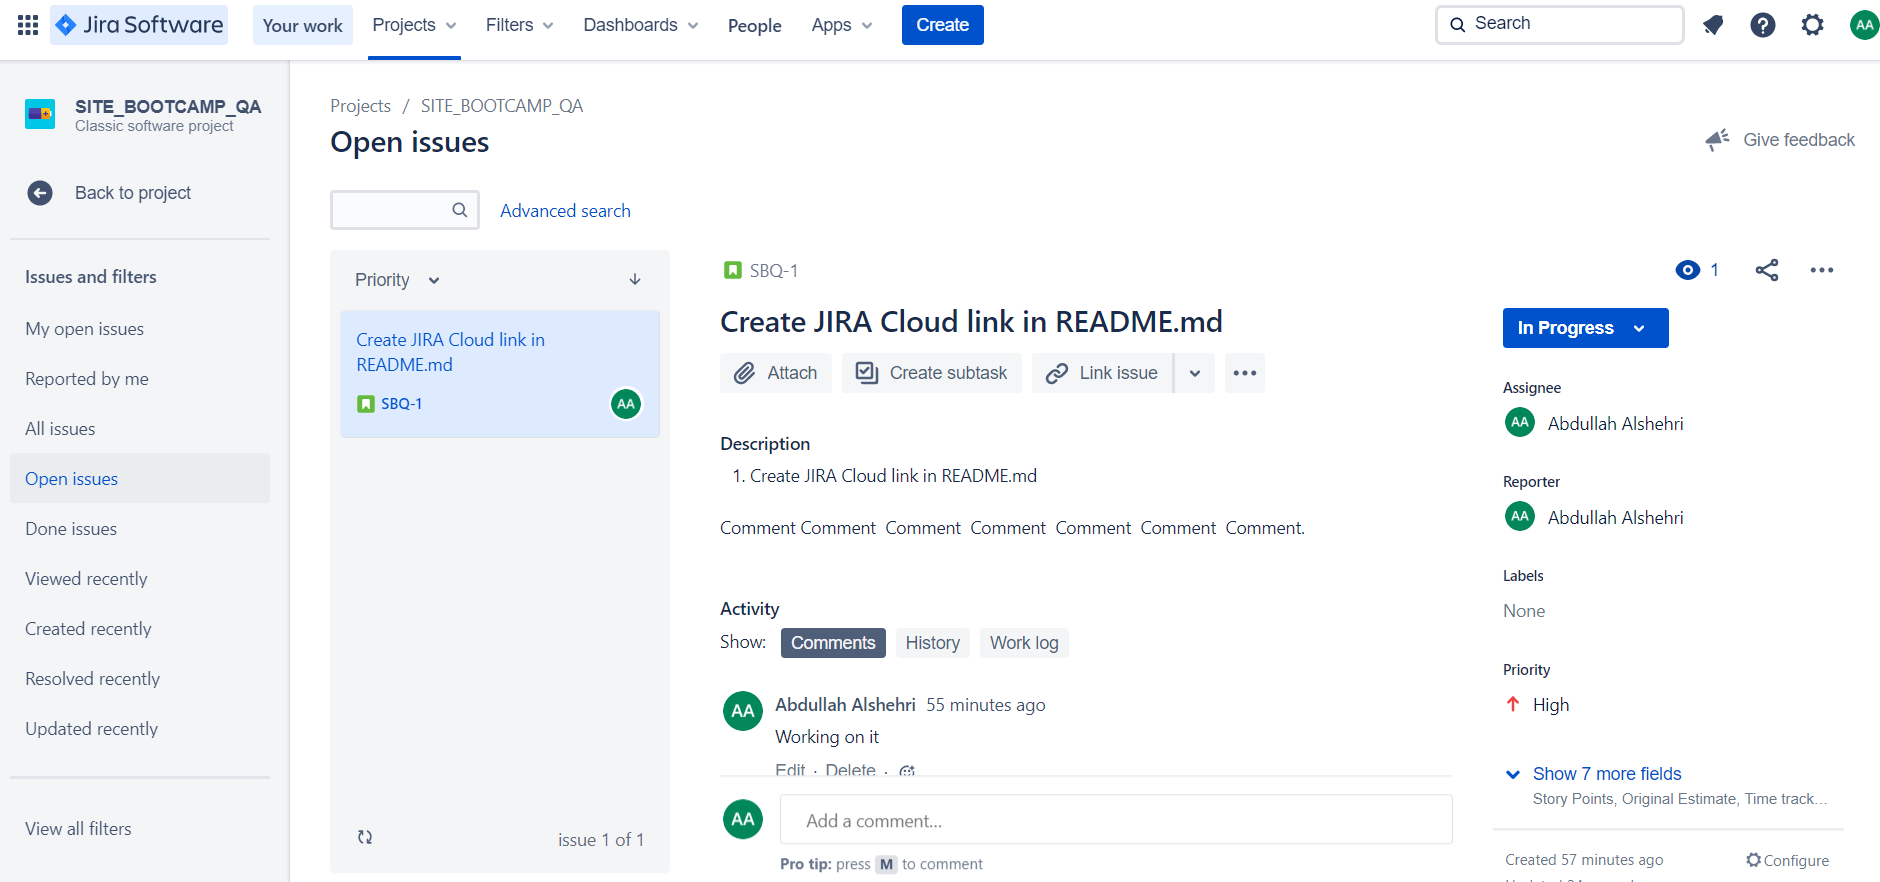 Jira Software
Your work
Projects
Filters
Dashboards
People
Apps
Create
Search
AA
SITE_BOOTCAMP_QA
Classic software project
Back to project
Issues and filters
My open issues
Reported by me
All issues
Open issues
Done issues
Viewed recently
Created recently
Resolved recently
Updated recently
View all filters
Projects / SITE_BOOTCAMP_QA
Open issues
Give feedback
Advanced search
Priority
Create JIRA Cloud link in
README.md
SBQ-1
AA
issue 1 of 1
SBQ-1
1
Create JIRA Cloud link in README.md
Attach
Create subtask
Link issue
Description
1. Create JIRA Cloud link in README.md
Comment Comment Comment Comment Comment Comment Comment.
Activity
Show:
Comments
History
Work log
AA
Abdullah Alshehri 55 minutes ago
Working on it
Edit · Delete ·
AA
Add a comment...
Pro tip: press M to comment
In Progress
Assignee
AA
Abdullah Alshehri
Reporter
AA
Abdullah Alshehri
Labels
None
Priority
High
Show 7 more fields
Story Points, Original Estimate, Time track...
Created 57 minutes ago
Configure